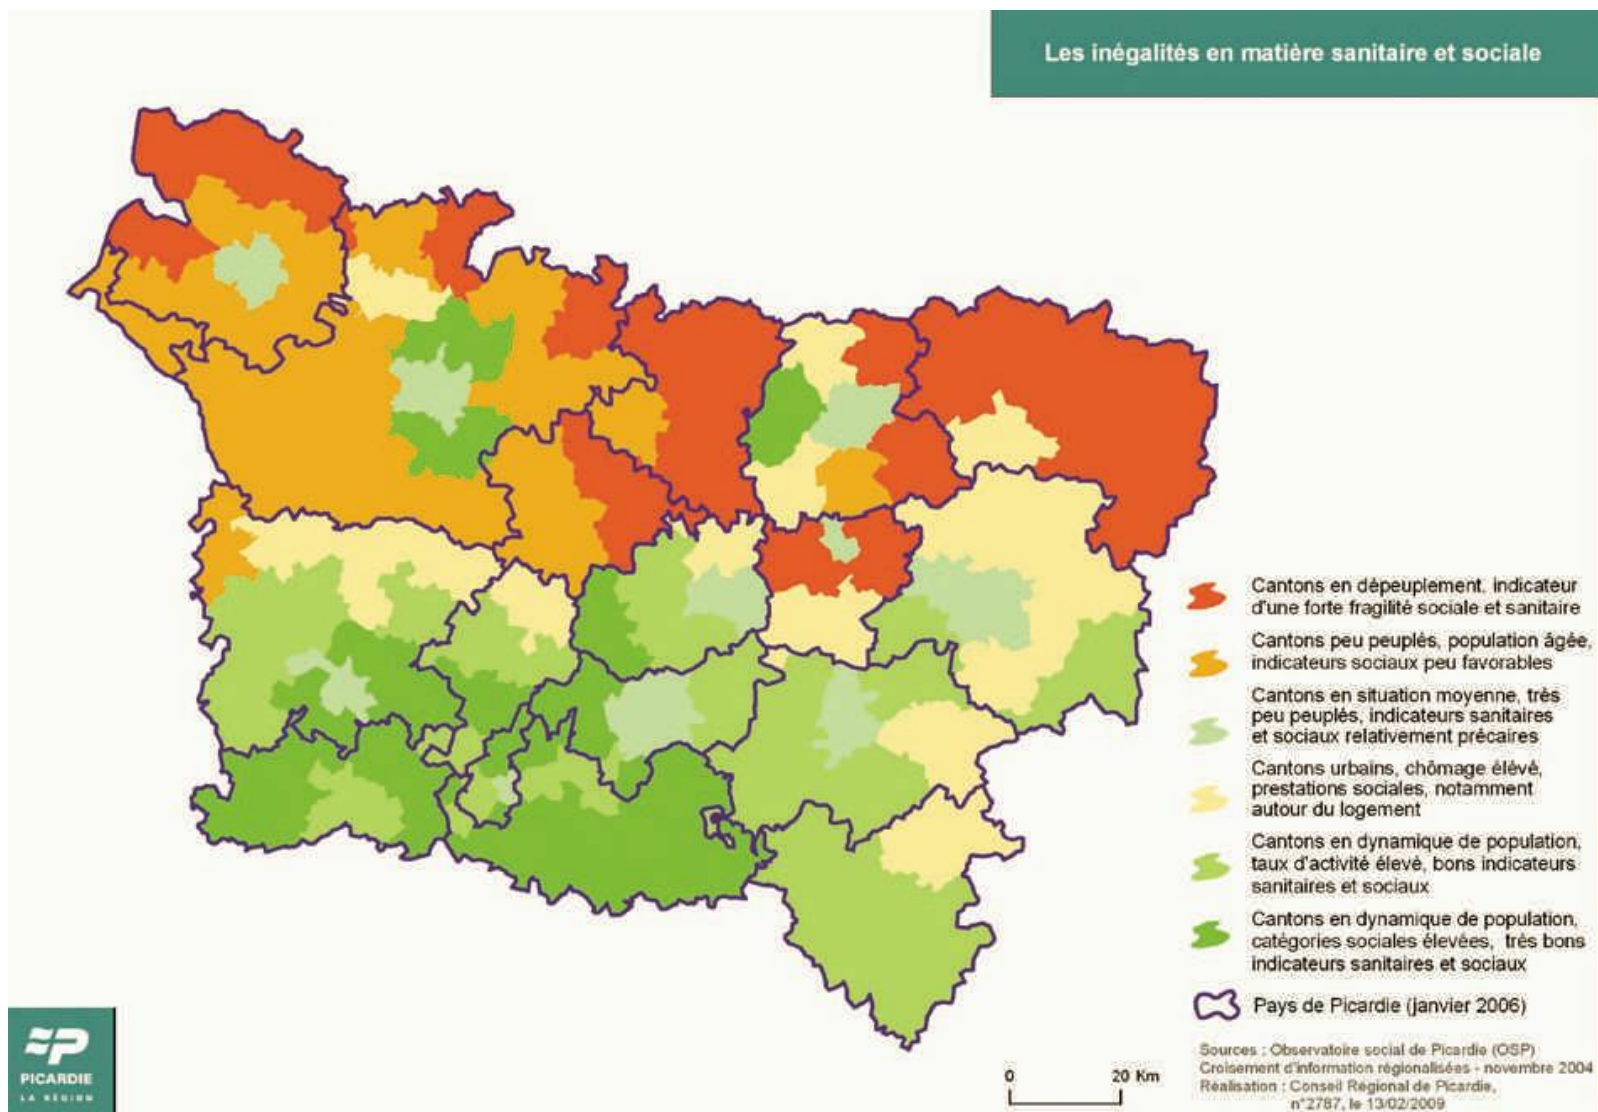 Les inégalités en matière sanitaire et sociale
Cantons en dépeuplement, indicateur
d'une forte fragilité sociale et sanitaire
Cantons peu peuplés, population âgée,
indicateurs sociaux peu favorables
Cantons en situation moyenne, très
peu peuplés, indicateurs sanitaires
et sociaux relativement précaires
Cantons urbains, chômage élevé,
prestations sociales, notamment
autour du logement
Cantons en dynamique de population,
taux d'activité élevé, bons indicateurs
sanitaires et sociaux
Cantons en dynamique de population,
catégories sociales élevées, très bons
indicateurs sanitaires et sociaux
Pays de Picardie (janvier 2006)
Sources : Observatoire social de Picardie (OSP)
Croisement d'information régionalisées - novembre 2004
Réalisation : Conseil Régional de Picardie,
n°2787, le 13/02/2009
0 20 Km
PICARDIE
LA RÉGION